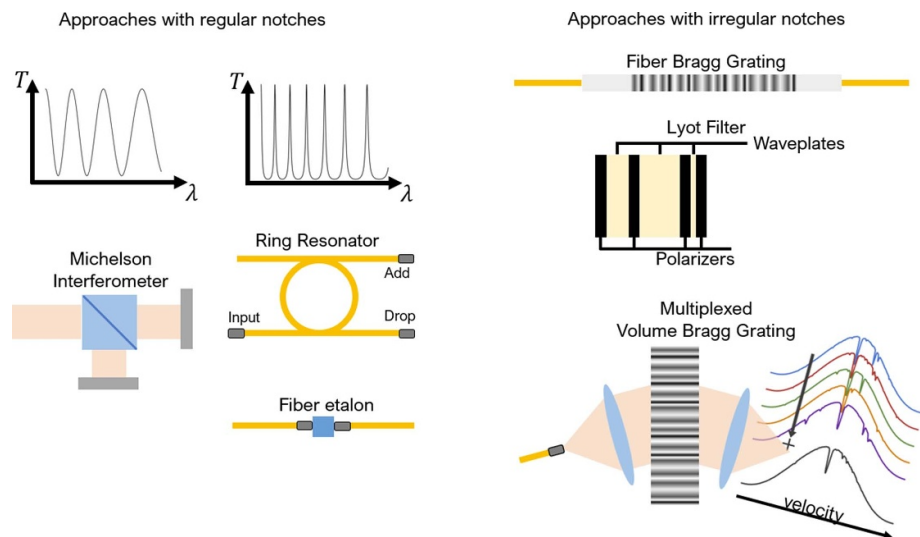 Approaches with regular notches
T
λ
T
λ
Michelson
Interferometer
Ring Resonator
Add
Input
Drop
Fiber etalon
Approaches with irregular notches
Fiber Bragg Grating
Lyot Filter
Waveplates
Polarizers
Multiplexed
Volume Bragg Grating
+
velocity